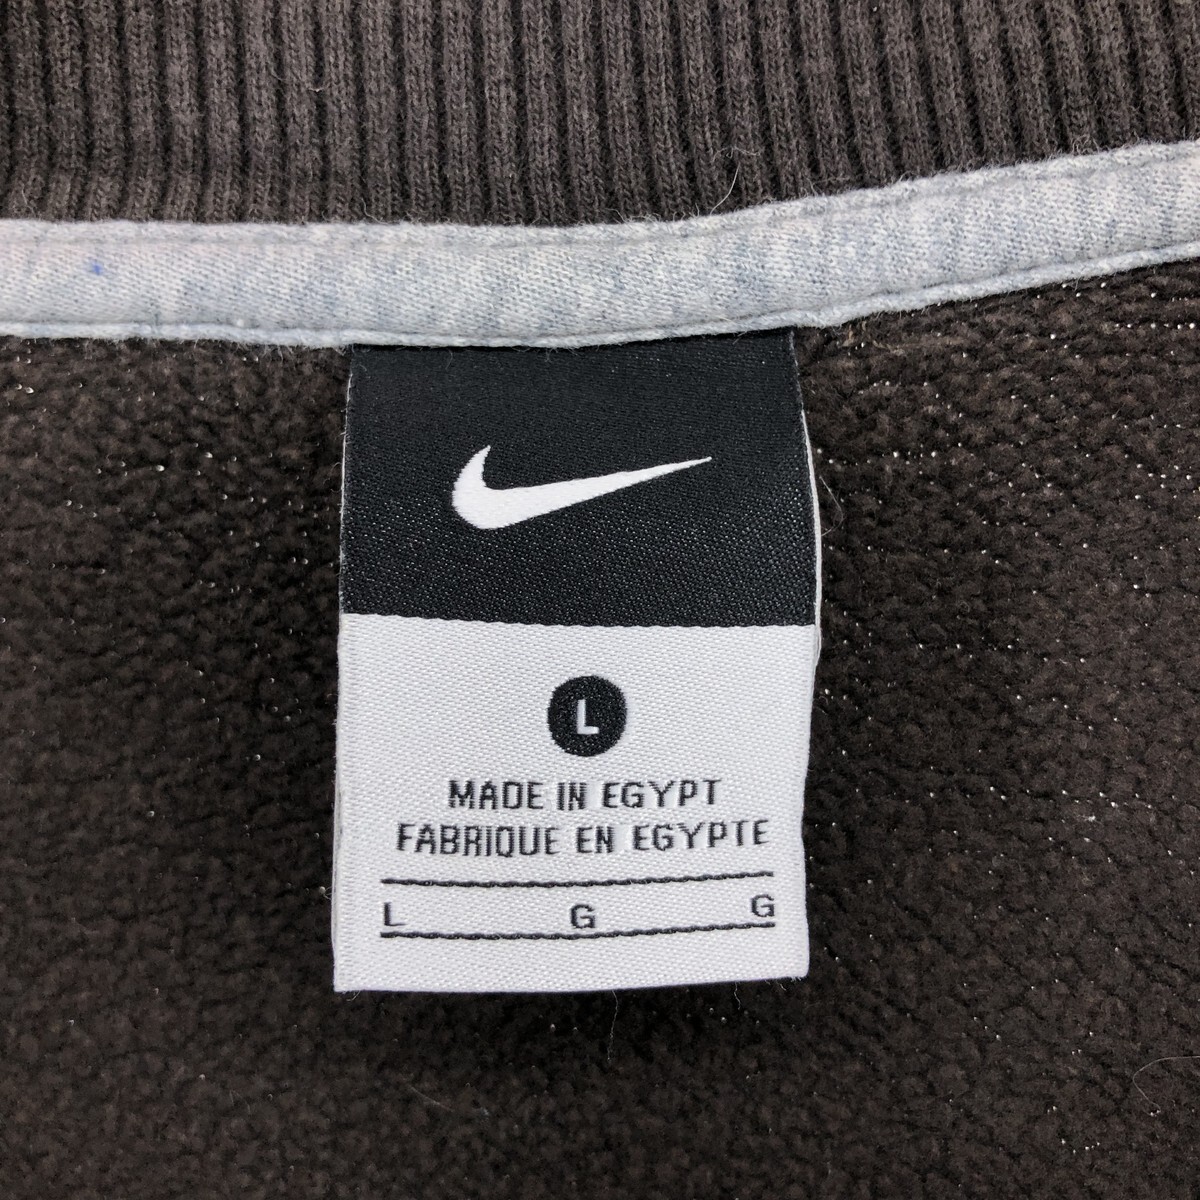 L
MADE IN EGYPT
FABRIQUE EN EGYPTE
L G G